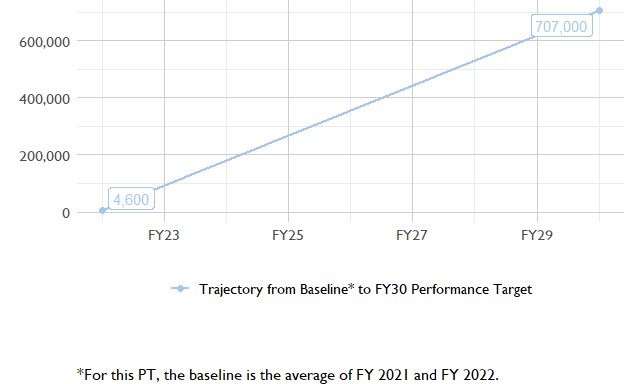 707,000
600,000
400,000
200,000
4,600
0
FY23 FY25 FY27 FY29
Trajectory from Baseline* to FY30 Performance Target
*For this PT, the baseline is the average of FY 2021 and FY 2022.